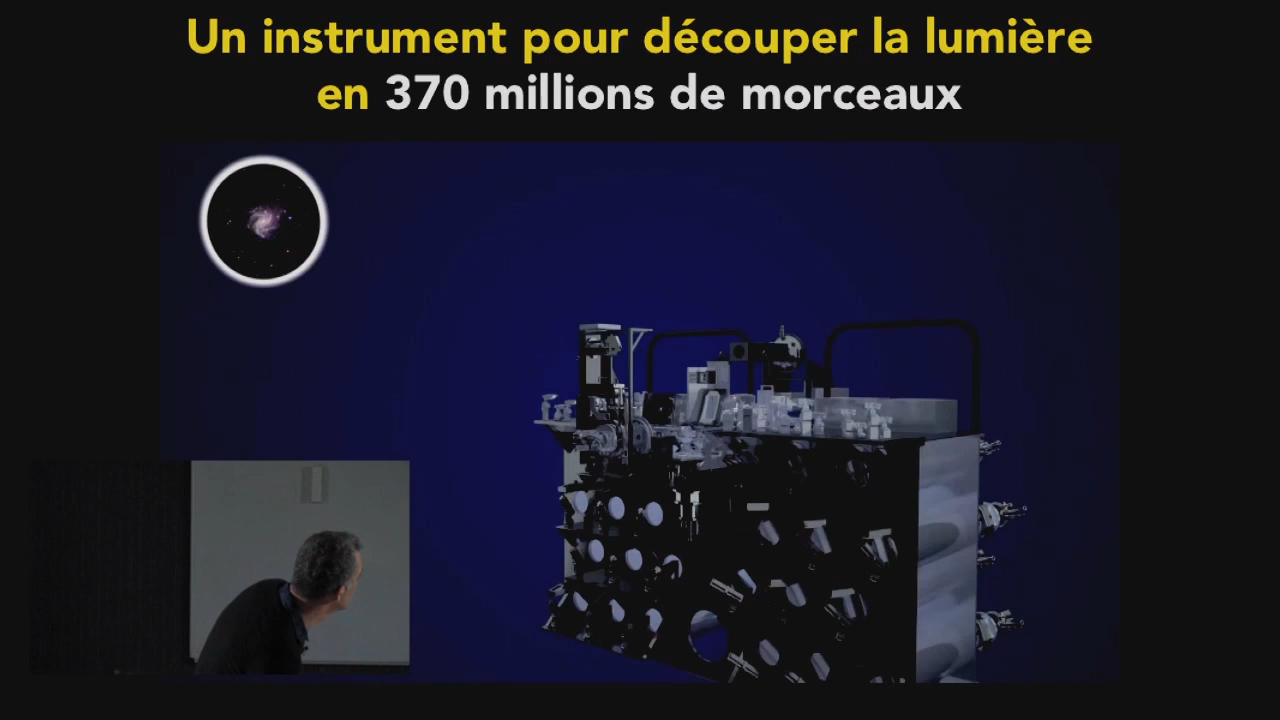 Un instrument pour découper la lumière
en 370 millions de morceaux